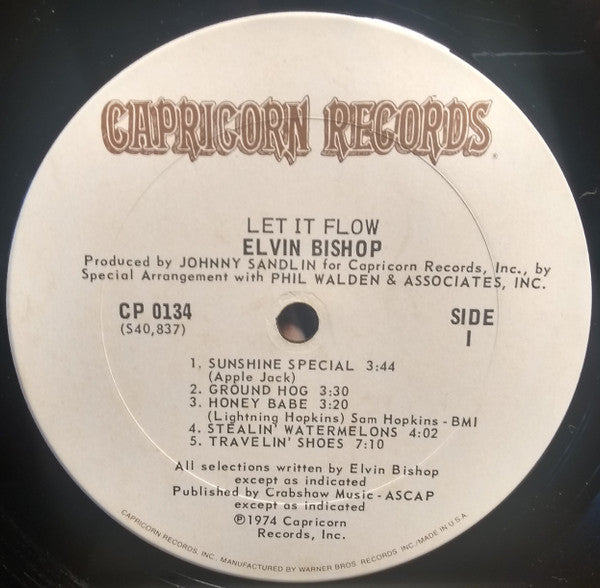 CAPRICORN RECORDS®
LET IT FLOW
ELVIN BISHOP
Produced by JOHNNY SANDLIN for Capricorn Records, Inc., by
Special Arrangement with PHIL WALDEN & ASSOCIATES, INC.
CP 0134
(S40,837)
SIDE
1
1. SUNSHINE SPECIAL 3:44
(Apple Jack)
2. GROUND HOG 3:30
3. HONEY BABE 3:20
(Lightning Hopkins) Sam Hopkins - BMI
4. STEALIN' WATERMELONS 4:02
5. TRAVELIN' SHOES 7:10
All selections written by Elvin Bishop
except as indicated
Published by Crabshaw Music - ASCAP
except as indicated
℗1974 Capricorn
Records, Inc.
CAPRICORN RECORDS, INC., MANUFACTURED BY WARNER BROS. RECORDS INC./MADE IN U.S.A.